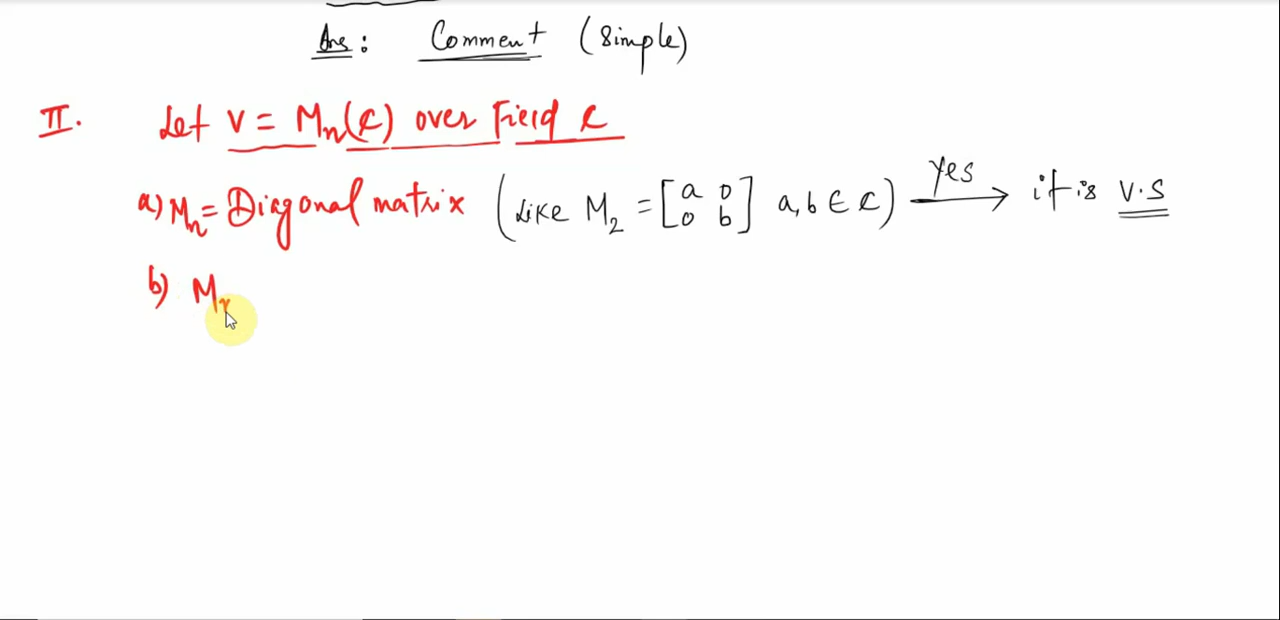 Ans: Comment (Simple)
II. Let V = Mn(C) over Field C
a) Mn = Diagonal matrix (Like M2 = [a 0 0 b] a,b ∈ C) Yes → it is V.S
b) M